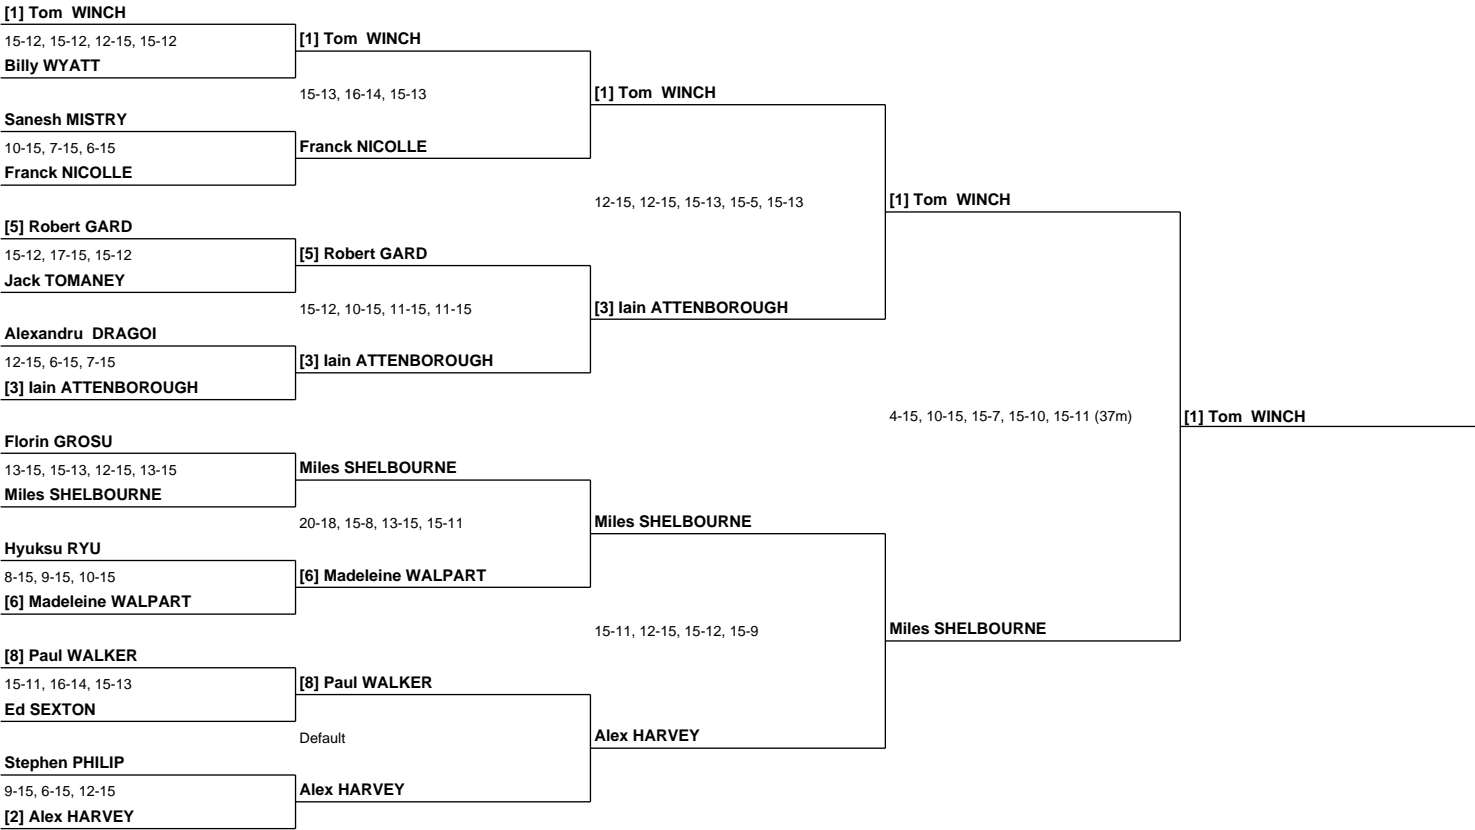 [1] Tom  WINCH
15-12, 15-12, 12-15, 15-12
Billy WYATT
Sanesh MISTRY
10-15, 7-15, 6-15
Franck NICOLLE
[5] Robert GARD
15-12, 17-15, 15-12
Jack TOMANEY
Alexandru  DRAGOI
12-15, 6-15, 7-15
[3] Iain ATTENBOROUGH
Florin GROSU
13-15, 15-13, 12-15, 13-15
Miles SHELBOURNE
Hyuksu RYU
8-15, 9-15, 10-15
[6] Madeleine WALPART
[8] Paul WALKER
15-11, 16-14, 15-13
Ed SEXTON
Stephen PHILIP
9-15, 6-15, 12-15
[2] Alex HARVEY
[1] Tom  WINCH
15-13, 16-14, 15-13
Franck NICOLLE
[5] Robert GARD
15-12, 10-15, 11-15, 11-15
[3] Iain ATTENBOROUGH
Miles SHELBOURNE
20-18, 15-8, 13-15, 15-11
[6] Madeleine WALPART
[8] Paul WALKER
Default
Alex HARVEY
[1] Tom  WINCH
12-15, 12-15, 15-13, 15-5, 15-13
[3] Iain ATTENBOROUGH
Miles SHELBOURNE
15-11, 12-15, 15-12, 15-9
Alex HARVEY
[1] Tom  WINCH
4-15, 10-15, 15-7, 15-10, 15-11 (37m)
Miles SHELBOURNE
[1] Tom  WINCH